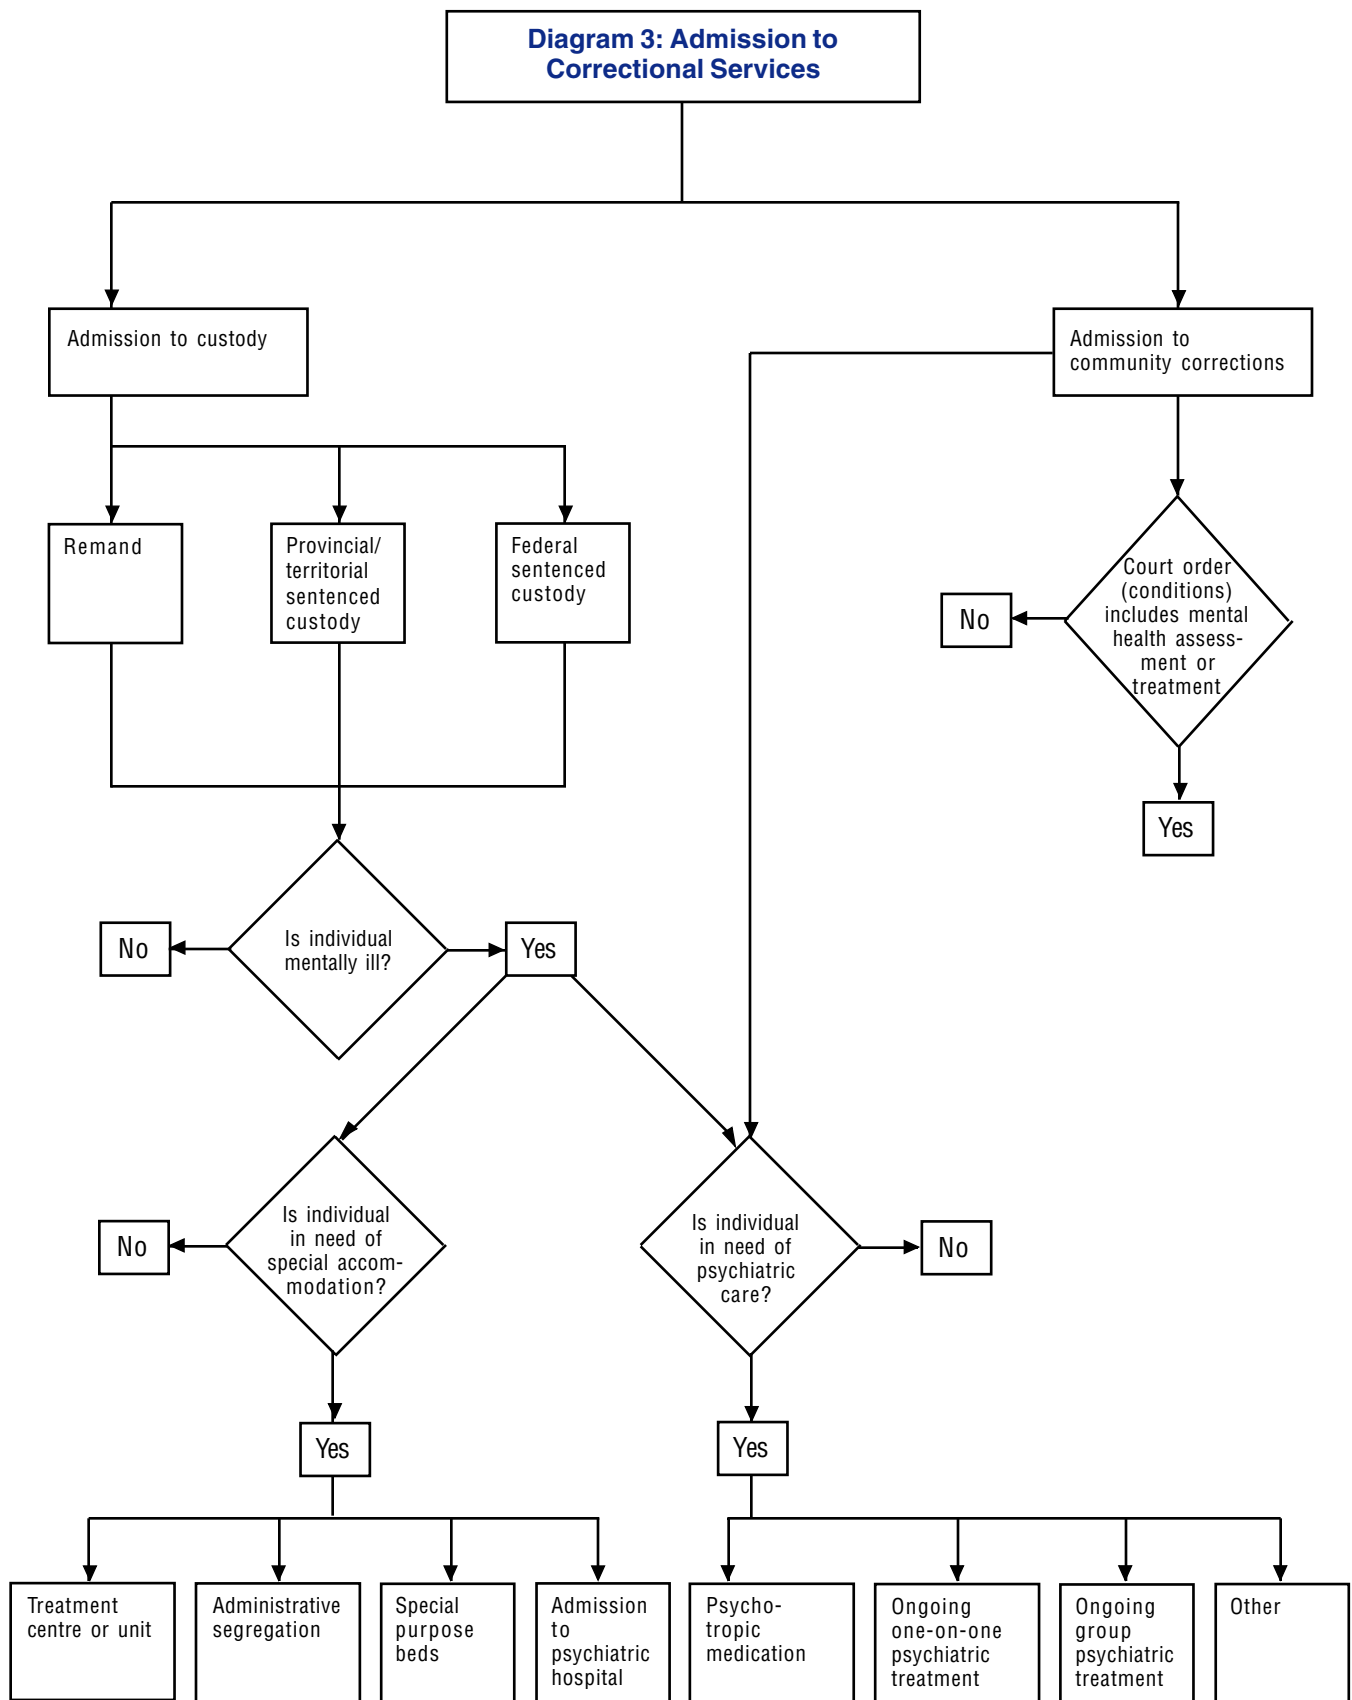 Diagram 3: Admission to
Correctional Services
Admission to custody
Admission to
community corrections
Remand
Provincial/
territorial
sentenced
custody
Federal
sentenced
custody
Court order
(conditions)
includes mental
health assess-
ment or
treatment
No
Yes
Is individual
mentally ill?
No
Yes
Is individual
in need of
special accom-
modation?
No
Is individual
in need of
psychiatric
care?
No
Yes
Yes
Treatment
centre or unit
Administrative
segregation
Special
purpose
beds
Admission
to
psychiatric
hospital
Psycho-
tropic
medication
Ongoing
one-on-one
psychiatric
treatment
Ongoing
group
psychiatric
treatment
Other